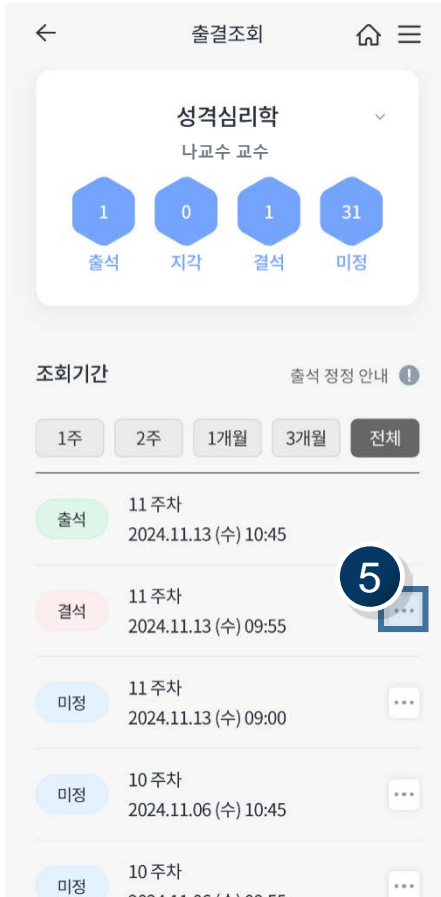 출결조회
성격심리학
나교수 교수
1 0 1 31
출석 지각 결석 미정
조회기간 출석 정정 안내 !
1주 2주 1개월 3개월 전체
11 주차
출석
2024.11.13 (수) 10:45
5
11 주차
결석 ...
2024.11.13 (수) 09:55
11 주차
미정 ...
2024.11.13 (수) 09:00
10 주차
미정 ...
2024.11.06 (수) 10:45
10 주차
미정 ...